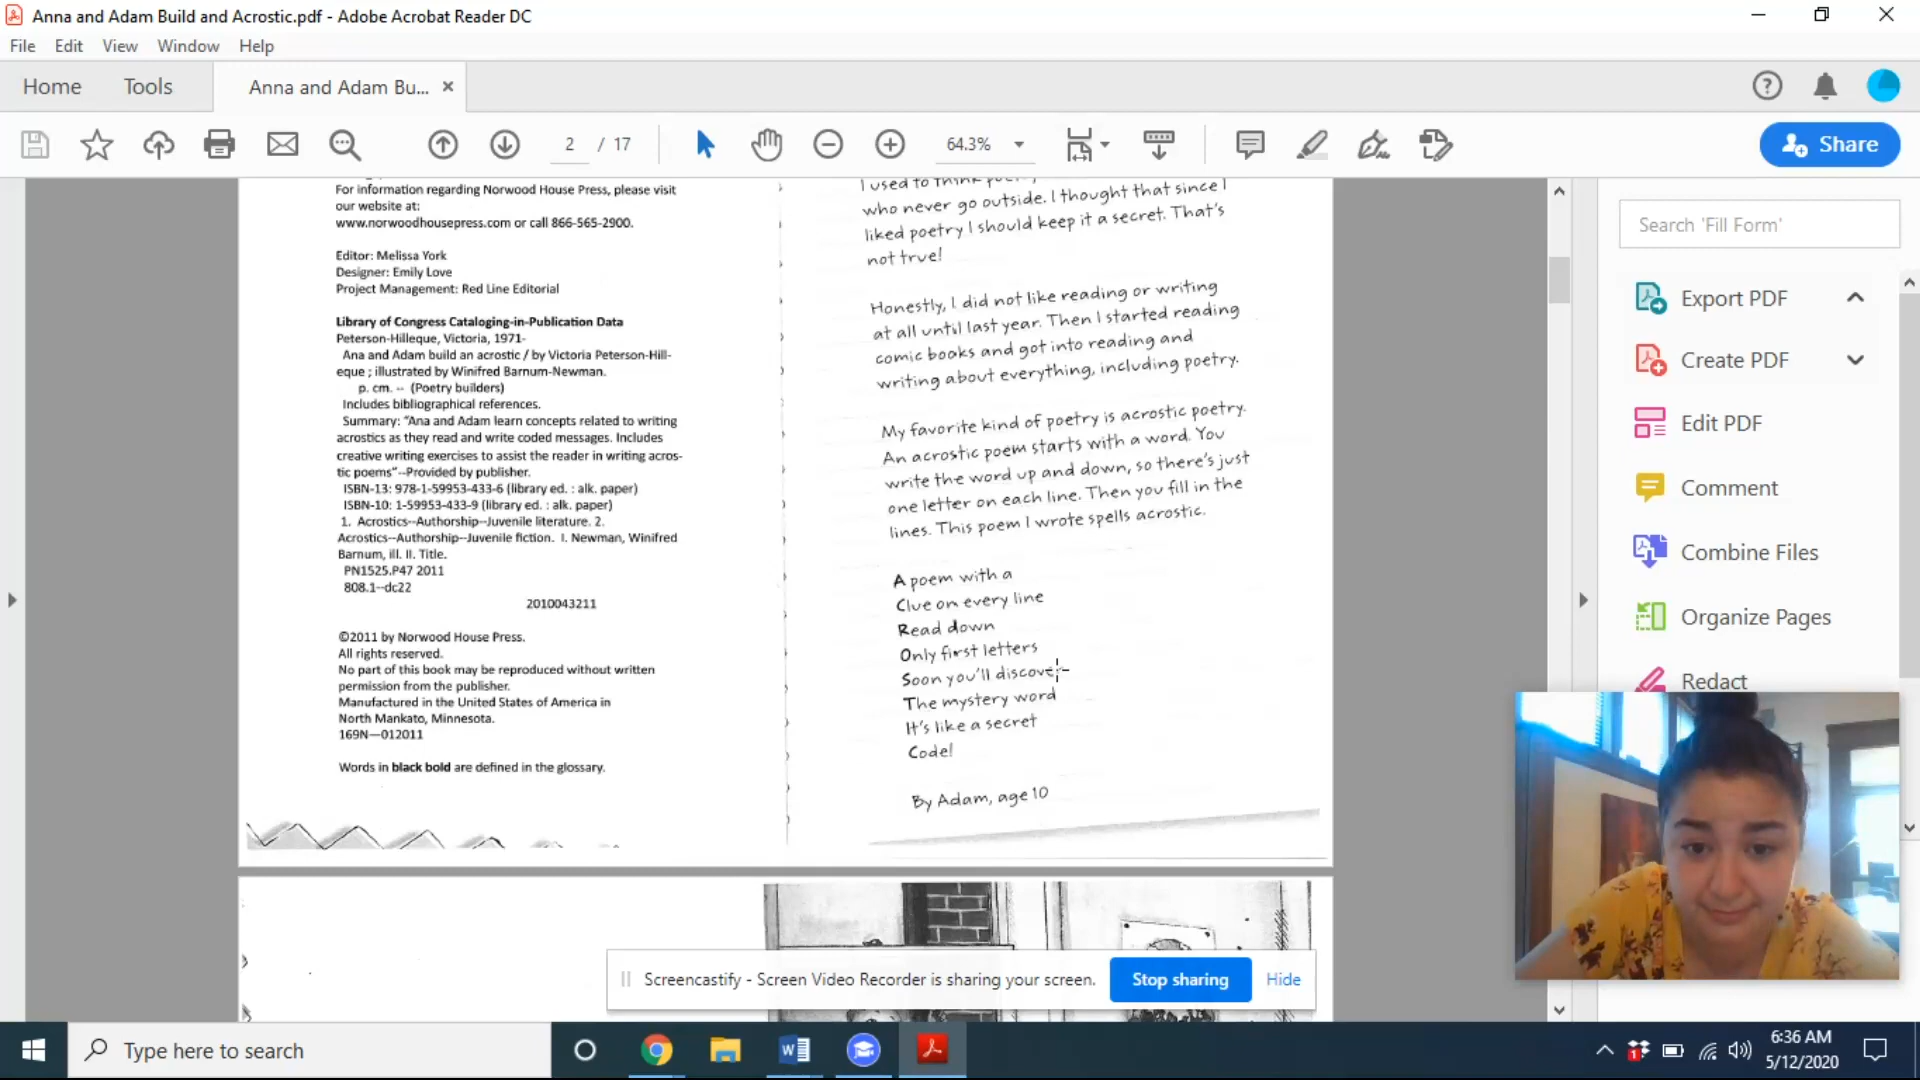 Anna and Adam Build and Acrostic.pdf - Adobe Acrobat Reader DC
File Edit View Window Help
Home Tools Anna and Adam Bu... ×
2 / 17 64.3% Share
For information regarding Norwood House Press, please visit
our website at:
www.norwoodhousepress.com or call 866-565-2900.
Editor: Melissa York
Designer: Emily Love
Project Management: Red Line Editorial
Library of Congress Cataloging-in-Publication Data
Peterson-Hilleque, Victoria, 1971-
Ana and Adam build an acrostic / by Victoria Peterson-Hill-
eque ; illustrated by Winifred Barnum-Newman.
p. cm. -- (Poetry builders)
Includes bibliographical references.
Summary: "Ana and Adam learn concepts related to writing
acrostics as they read and write coded messages. Includes
creative writing exercises to assist the reader in writing acros-
tic poems"--Provided by publisher.
ISBN-13: 978-1-59953-433-6 (library ed. : alk. paper)
ISBN-10: 1-59953-433-9 (library ed. : alk. paper)
1. Acrostics--Authorship--Juvenile literature. 2.
Acrostics--Authorship--Juvenile fiction. I. Newman, Winifred
Barnum, ill. II. Title.
PN1525.P47 2011
808.1--dc22
2010043211
©2011 by Norwood House Press.
All rights reserved.
No part of this book may be reproduced without written
permission from the publisher.
Manufactured in the United States of America in
North Mankato, Minnesota.
169N—012011
Words in black bold are defined in the glossary.
I used to think
who never go outside. I thought that since I
liked poetry I should keep it a secret. That's
not true!
Honestly, I did not like reading or writing
at all until last year. Then I started reading
comic books and got into reading and
writing about everything, including poetry.
My favorite kind of poetry is acrostic poetry.
An acrostic poem starts with a word. You
write the word up and down, so there's just
one letter on each line. Then you fill in the
lines. This poem I wrote spells acrostic.
A poem with a
Clue on every line
Read down
Only first letters
Soon you'll discover
The mystery word
It's like a secret
Code!
By Adam, age 10
Search 'Fill Form'
Export PDF
Create PDF
Edit PDF
Comment
Combine Files
Organize Pages
Redact
Screencastify - Screen Video Recorder is sharing your screen. Stop sharing Hide
Type here to search
6:36 AM
5/12/2020